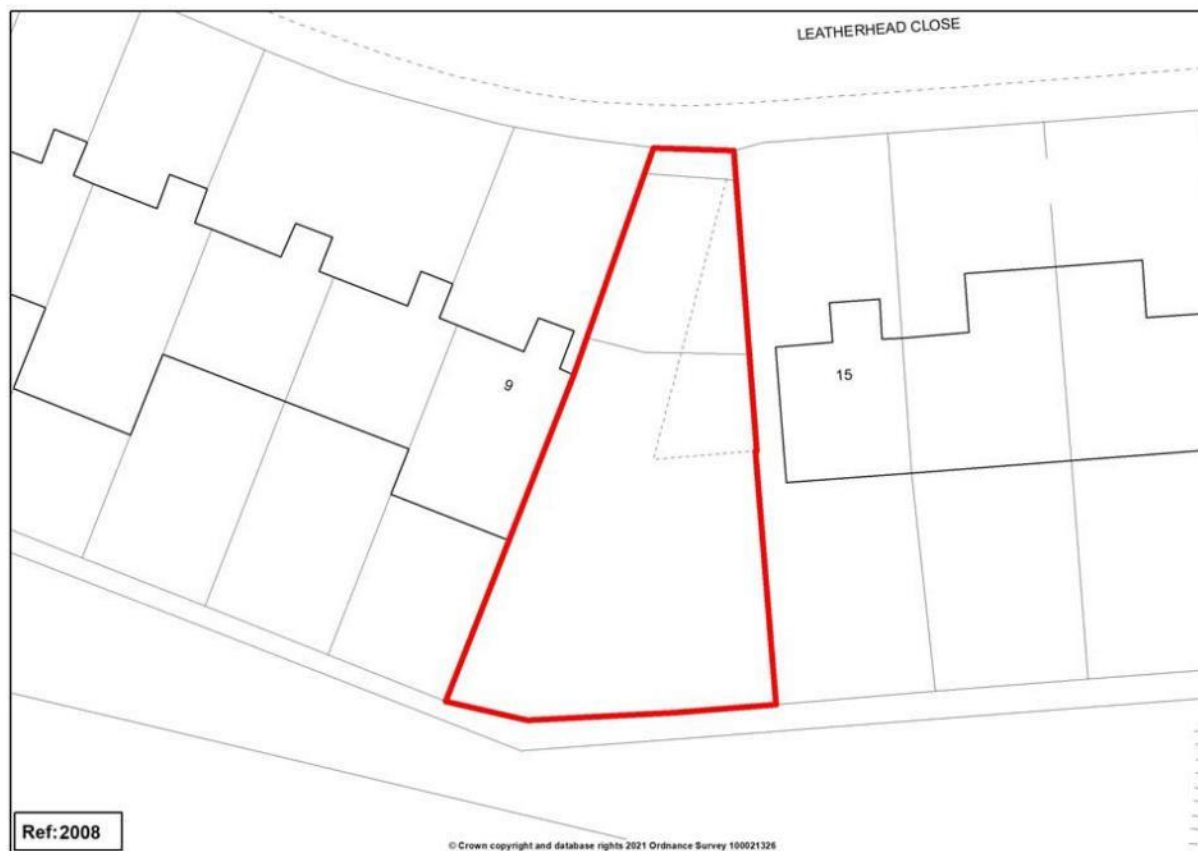 LEATHERHEAD CLOSE
9
15
Ref:2008
© Crown copyright and database rights 2021 Ordnance Survey 100021326